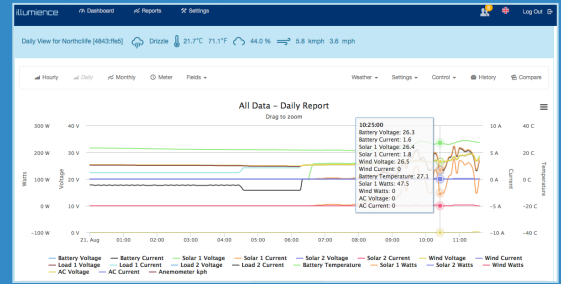 illumience Dashboard Reports Settings Log Out
Daily View for Northcliffe [4843:ffe5] Drizzle 21.7°C 71.1°F 44.0 % 5.8 kmph 3.6 mph
Hourly Daily Monthly Meter Fields Weather Settings Control History Compare
All Data – Daily Report
Drag to zoom
300 W 40 V 10 A 40 C
200 W 30 V 5 A 20 C
100 W 20 V 0 A 0 C
0 W 10 V -5 A -20 C
-100 W 0 V -10 A -40 C
Watts
Voltage
Current
Temperature
10:25:00
Battery Voltage: 26.3
Battery Current: 1.6
Solar 1 Voltage: 26.4
Solar 1 Current: 1.8
Wind Voltage: 26.5
Wind Current: 0
Battery Temperature: 27.1
Solar 1 Watts: 47.5
Wind Watts: 0
AC Voltage: 0
AC Current: 0
21. Aug 01:00 02:00 03:00 04:00 05:00 06:00 07:00 08:00 09:00 10:00 11:00
Battery Voltage Battery Current Solar 1 Voltage Solar 1 Current Solar 2 Voltage Solar 2 Current Wind Voltage Wind Current
Load 1 Voltage Load 1 Current Load 2 Voltage Load 2 Current Battery Temperature Solar 1 Watts Solar 2 Watts Wind Watts
AC Voltage AC Current Anemometer kph